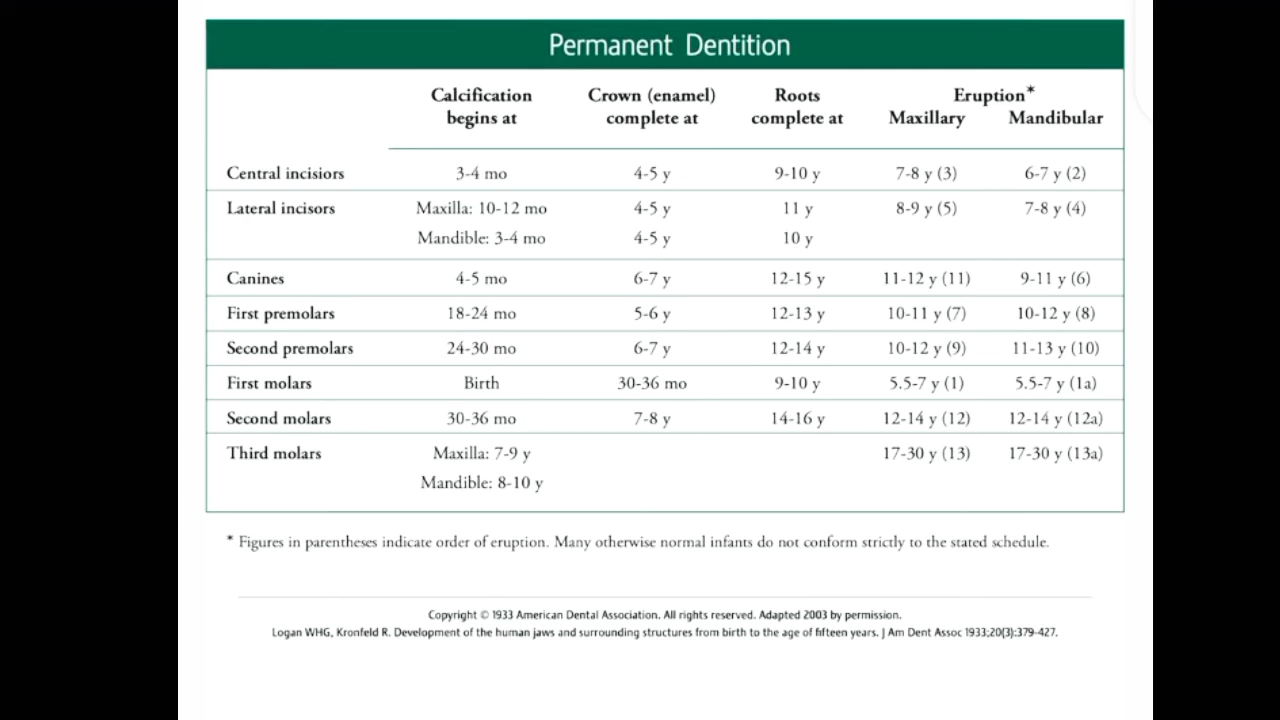 Permanent Dentition
Calcification Crown (enamel) Roots Eruption*
begins at complete at complete at Maxillary Mandibular
Central incisiors 3-4 mo 4-5 y 9-10 y 7-8 y (3) 6-7 y (2)
Lateral incisors Maxilla: 10-12 mo 4-5 y 11 y 8-9 y (5) 7-8 y (4)
Mandible: 3-4 mo 4-5 y 10 y
Canines 4-5 mo 6-7 y 12-15 y 11-12 y (11) 9-11 y (6)
First premolars 18-24 mo 5-6 y 12-13 y 10-11 y (7) 10-12 y (8)
Second premolars 24-30 mo 6-7 y 12-14 y 10-12 y (9) 11-13 y (10)
First molars Birth 30-36 mo 9-10 y 5.5-7 y (1) 5.5-7 y (1a)
Second molars 30-36 mo 7-8 y 14-16 y 12-14 y (12) 12-14 y (12a)
Third molars Maxilla: 7-9 y 17-30 y (13) 17-30 y (13a)
Mandible: 8-10 y
* Figures in parentheses indicate order of eruption. Many otherwise normal infants do not conform strictly to the stated schedule.
Copyright © 1933 American Dental Association. All rights reserved. Adapted 2003 by permission.
Logan WHG, Kronfeld R. Development of the human jaws and surrounding structures from birth to the age of fifteen years. J Am Dent Assoc 1933;20(3):379-427.